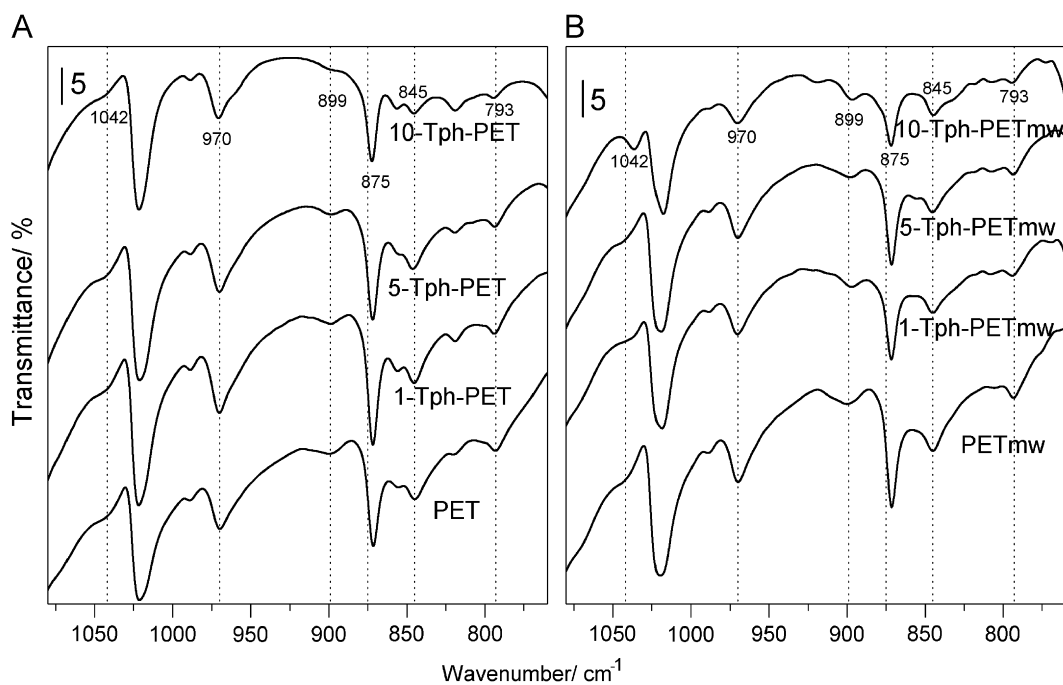 A
B
5
5
1042
970
899
875
845
793
10-Tph-PET
5-Tph-PET
1-Tph-PET
PET
1042
970
899
875
845
793
10-Tph-PETmw
5-Tph-PETmw
1-Tph-PETmw
PETmw
Transmittance/ %
1050 1000 950 900 850 800
1050 1000 950 900 850 800
Wavenumber/ cm⁻¹